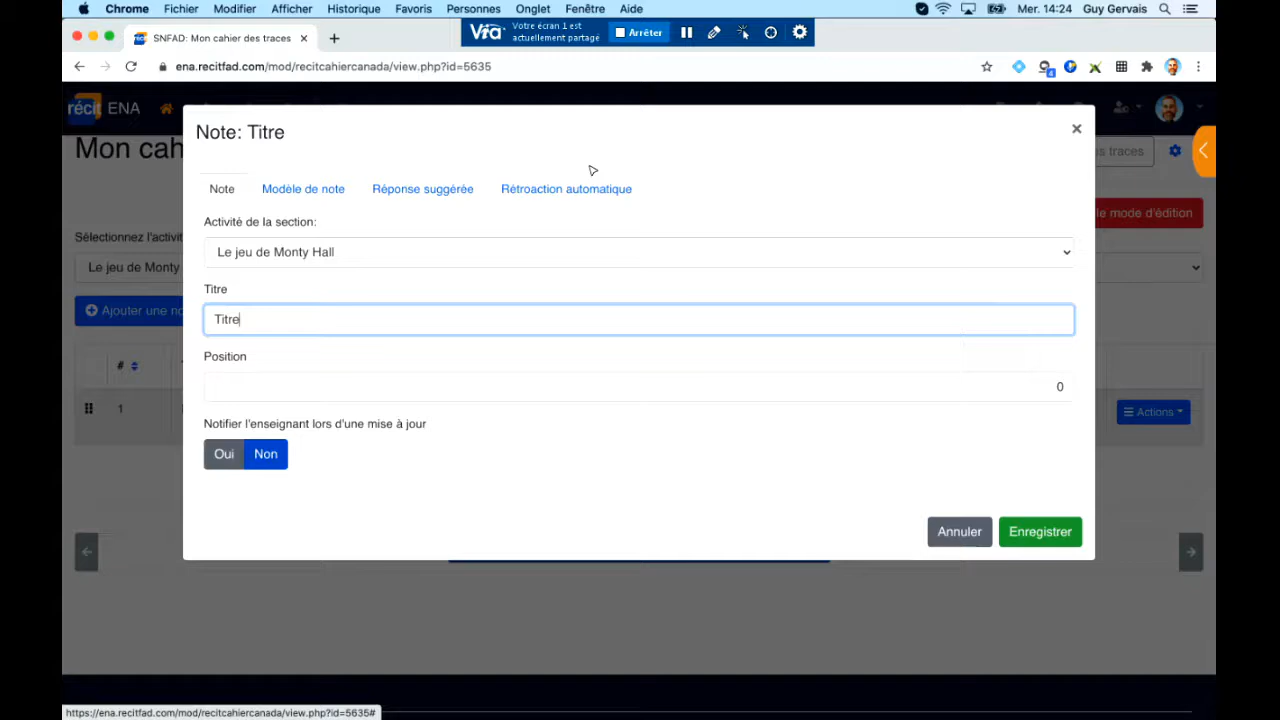 Chrome Fichier Modifier Afficher Historique Favoris Personnes Onglet Fenêtre Aide Mer. 14:24 Guy Gervais
Votre écran 1 est
actuellement partagé
Via
Arrêter
SNFAD: Mon cahier des traces
ena.recitfad.com/mod/recitcahiercanada/view.php?id=5635
récit ENA
Mon cah
es traces
Note: Titre
Note Modèle de note Réponse suggérée Rétroaction automatique
le mode d'édition
Activité de la section:
Sélectionnez l'activit
Le jeu de Monty Hall
Le jeu de Monty
Titre
Ajouter une no
Titre
Position
#
0
1
Actions
Notifier l'enseignant lors d'une mise à jour
Oui Non
Annuler Enregistrer
https://ena.recitfad.com/mod/recitcahiercanada/view.php?id=5635#